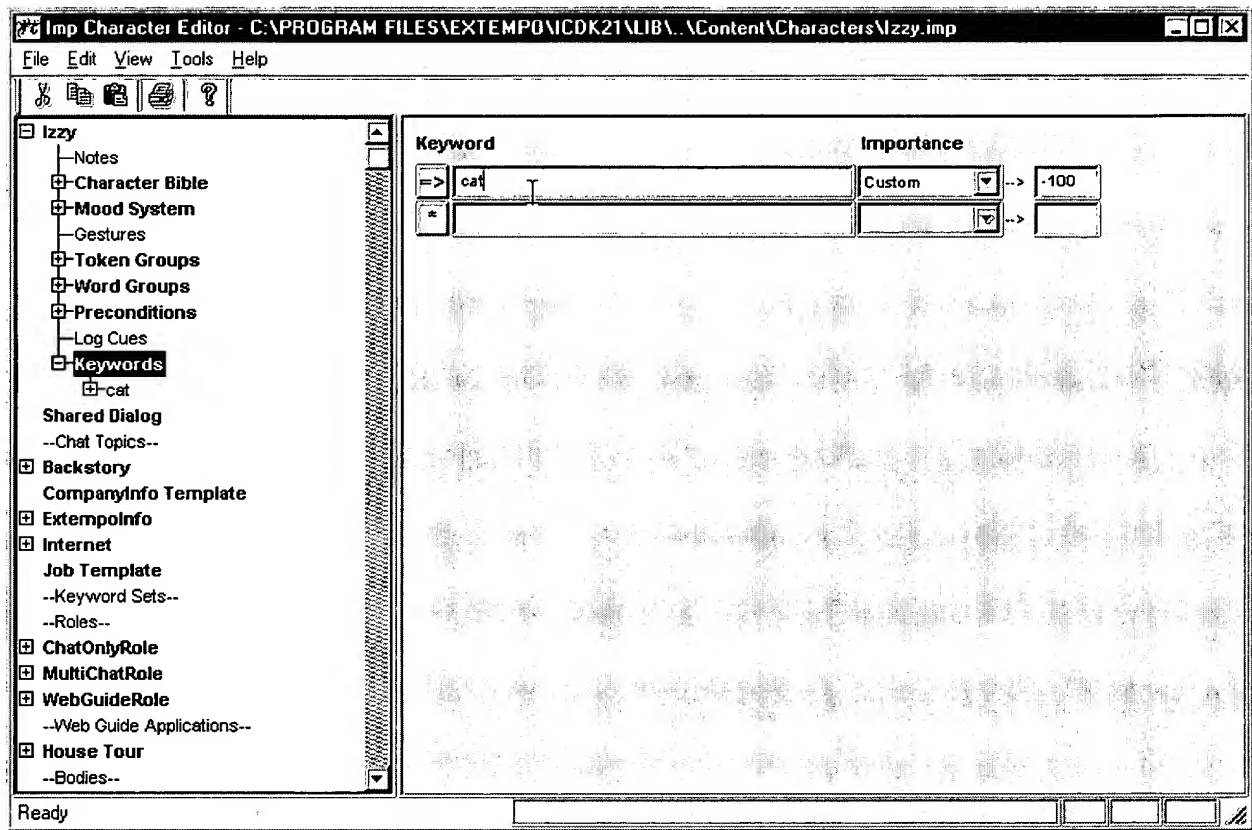 Imp Character Editor - C:\PROGRAM FILES\EXTEMPO\ICDK21\LIB\..\Content\Characters\Izzy.imp
File Edit View Tools Help
Izzy
Notes
Character Bible
Mood System
Gestures
Token Groups
Word Groups
Preconditions
Log Cues
Keywords
cat
Shared Dialog
--Chat Topics--
Backstory
CompanyInfo Template
ExtempoInfo
Internet
Job Template
--Keyword Sets--
--Roles--
ChatOnlyRole
MultiChatRole
WebGuideRole
--Web Guide Applications--
House Tour
--Bodies--
Keyword Importance
=> cat Custom --> -100
* -->
Ready